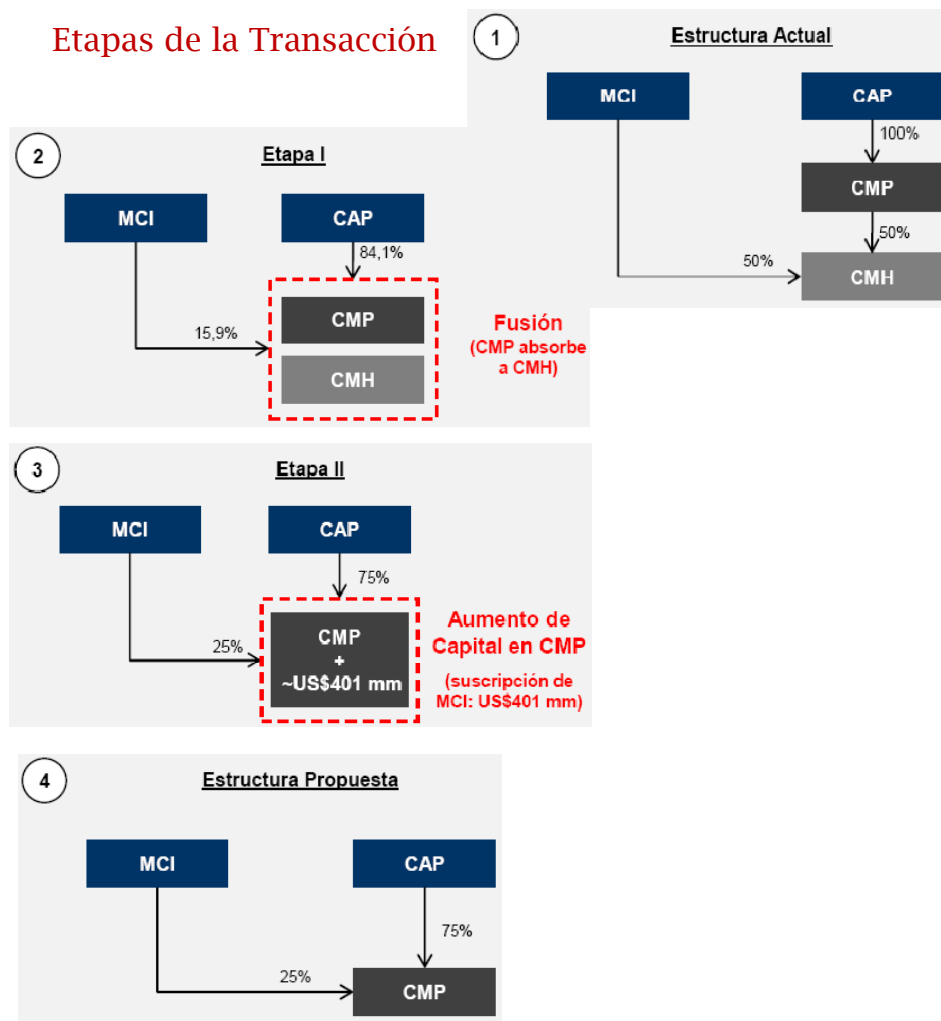 Etapas de la Transacción
1
Estructura Actual
MCI
CAP
100%
CMP
50%
50%
CMH
2
Etapa I
MCI
CAP
84,1%
CMP
15,9%
CMH
Fusión
(CMP absorbe
a CMH)
3
Etapa II
MCI
CAP
75%
25%
CMP
+
~US$401 mm
Aumento de
Capital en CMP
(suscripción de
MCI: US$401 mm)
4
Estructura Propuesta
MCI
CAP
75%
25%
CMP